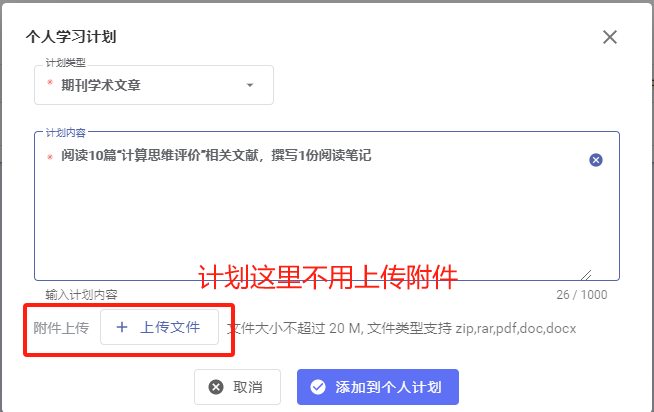 个人学习计划
计划类型
* 期刊学术文章
计划内容
* 阅读10篇“计算思维评价”相关文献，撰写1份阅读笔记
计划这里不用上传附件
输入计划内容 26 / 1000
附件上传 + 上传文件 文件大小不超过 20 M, 文件类型支持 zip,rar,pdf,doc,docx
取消 添加到个人计划